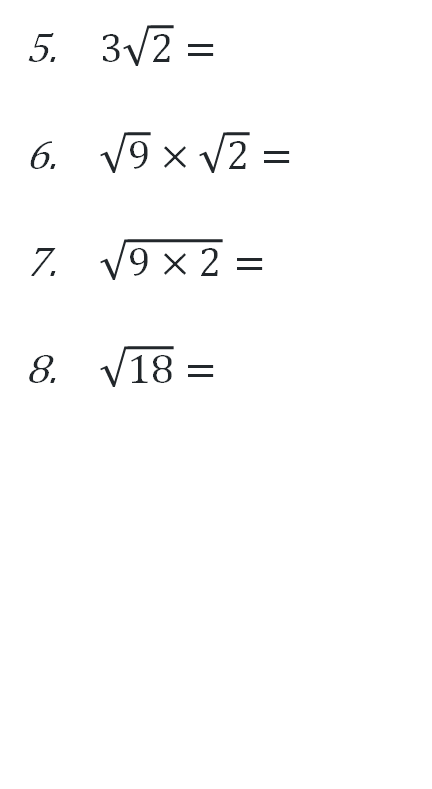 5. 3√2 =
6. √9 × √2 =
7. √(9 × 2) =
8. √18 =